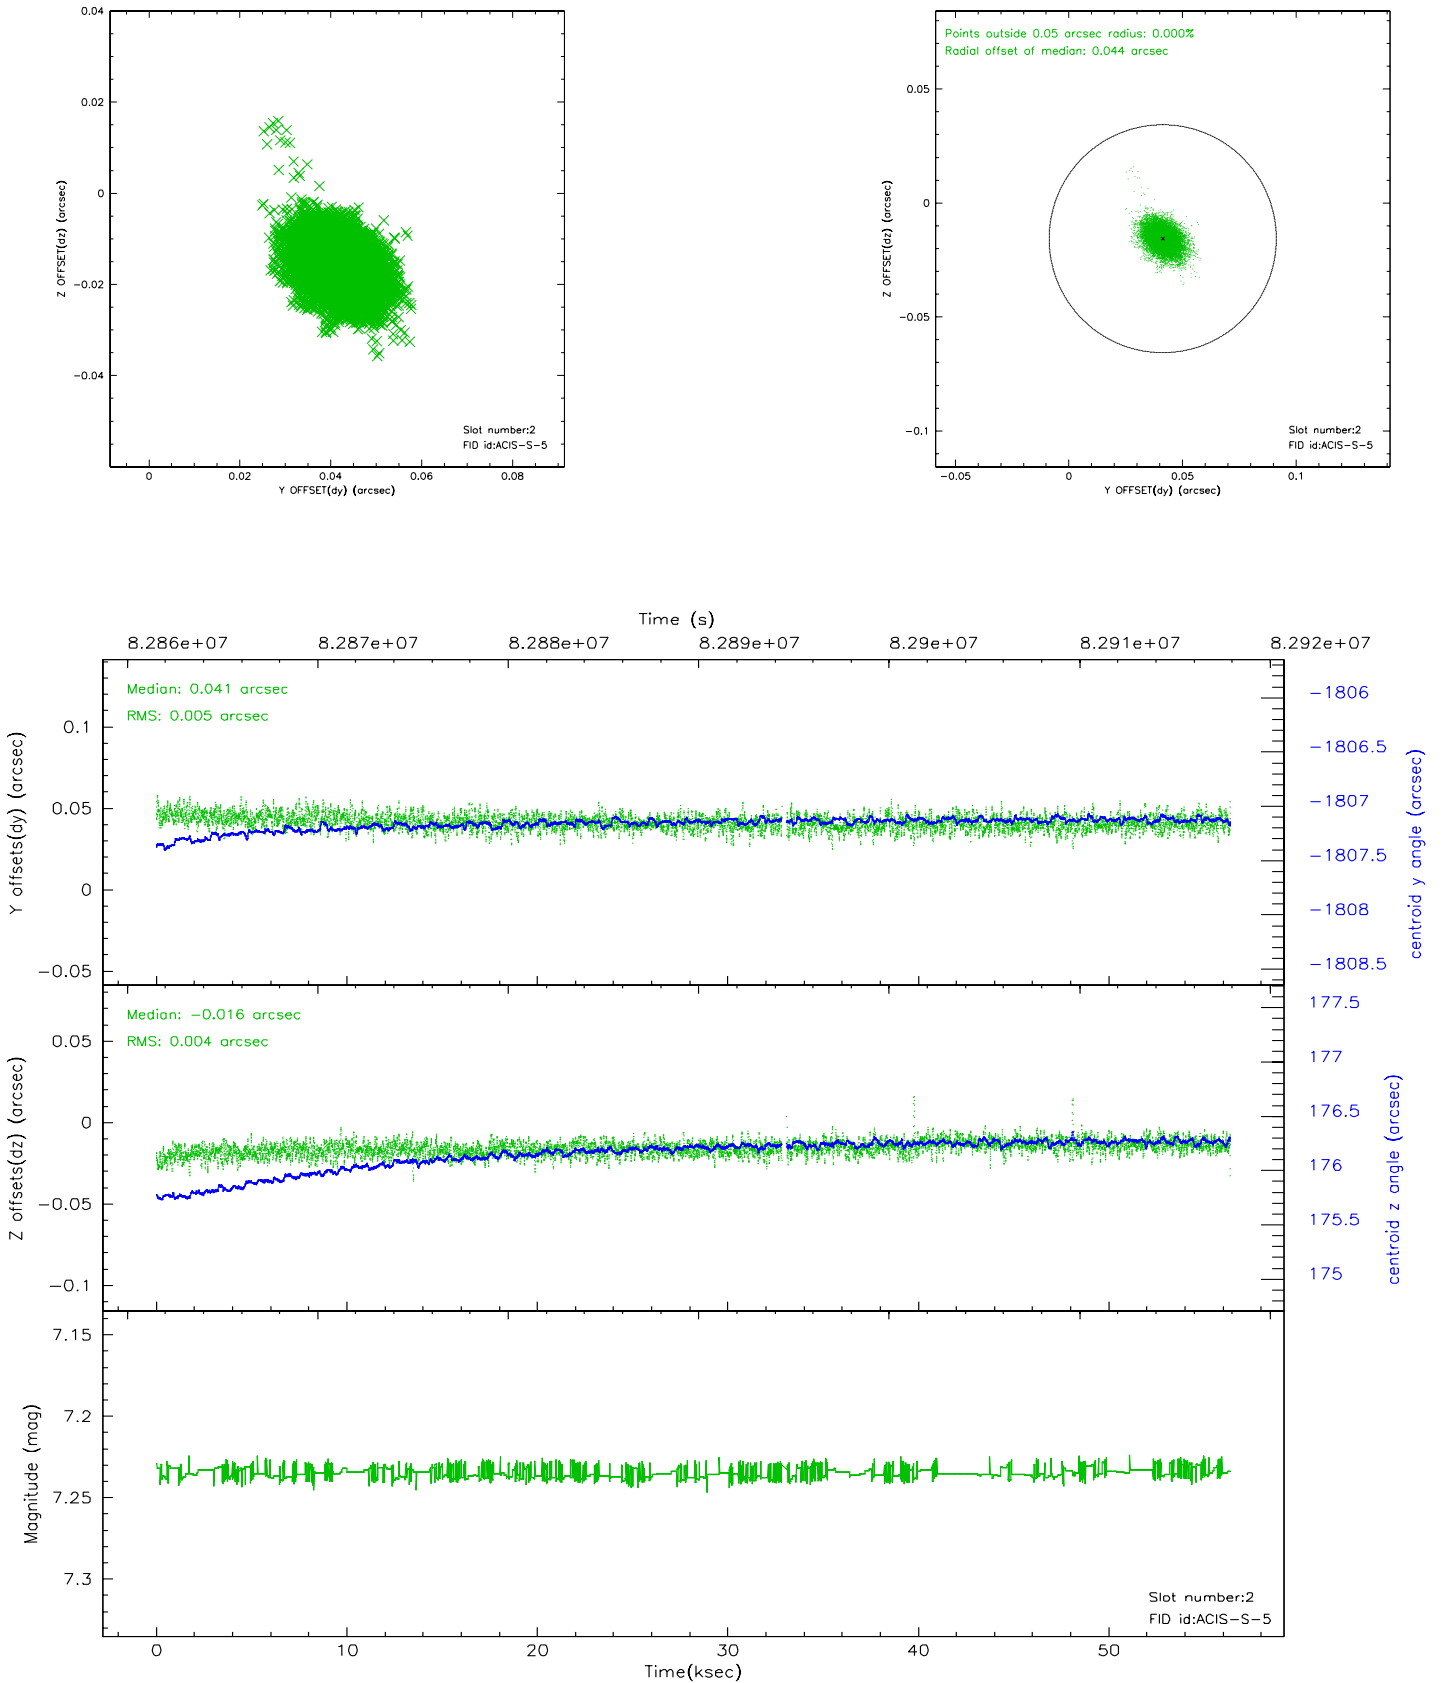 0.04
0.02
0
−0.02
−0.04
Z OFFSET(dz) (arcsec)
Slot number:2
FID id:ACIS−S−5
0
0.02
0.04
0.06
0.08
Y OFFSET(dy) (arcsec)
Points outside 0.05 arcsec radius: 0.000%
Radial offset of median: 0.044 arcsec
0.05
0
−0.05
−0.1
Z OFFSET(dz) (arcsec)
Slot number:2
FID id:ACIS−S−5
−0.05
0
0.05
0.1
Y OFFSET(dy) (arcsec)
Time (s)
8.286e+07
8.287e+07
8.288e+07
8.289e+07
8.29e+07
8.291e+07
8.292e+07
Median: 0.041 arcsec
RMS: 0.005 arcsec
0.1
0.05
0
−0.05
Y offsets(dy) (arcsec)
−1806
−1806.5
−1807
−1807.5
−1808
−1808.5
centroid y angle (arcsec)
Median: −0.016 arcsec
RMS: 0.004 arcsec
0.05
0
−0.05
−0.1
Z offsets(dz) (arcsec)
177.5
177
176.5
176
175.5
175
centroid z angle (arcsec)
7.15
7.2
7.25
7.3
Magnitude (mag)
Slot number:2
FID id:ACIS−S−5
0
10
20
30
40
50
Time(ksec)